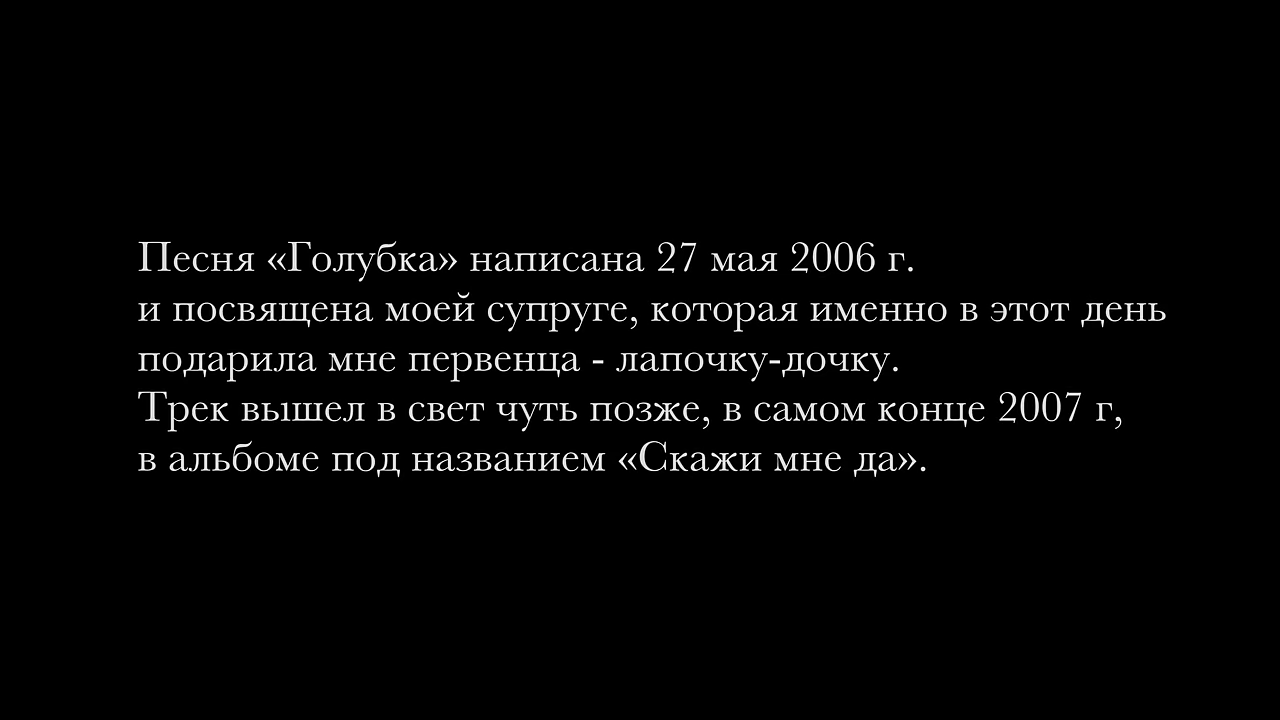 Песня «Голубка» написана 27 мая 2006 г.
и посвящена моей супруге, которая именно в этот день
подарила мне первенца - лапочку-дочку.
Трек вышел в свет чуть позже, в самом конце 2007 г,
в альбоме под названием «Скажи мне да».